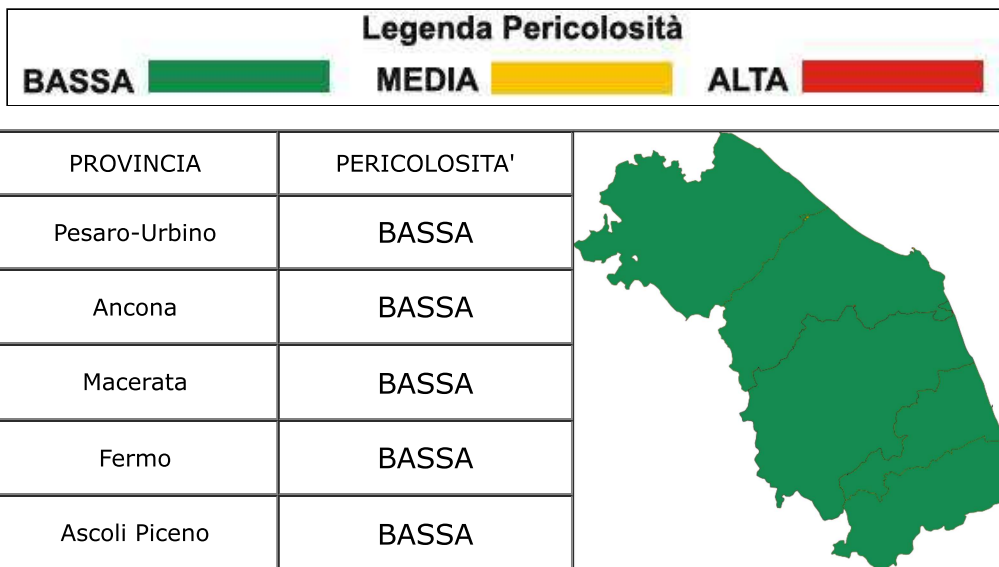 Legenda Pericolosità
BASSA MEDIA ALTA
PROVINCIA PERICOLOSITA'
Pesaro-Urbino BASSA
Ancona BASSA
Macerata BASSA
Fermo BASSA
Ascoli Piceno BASSA